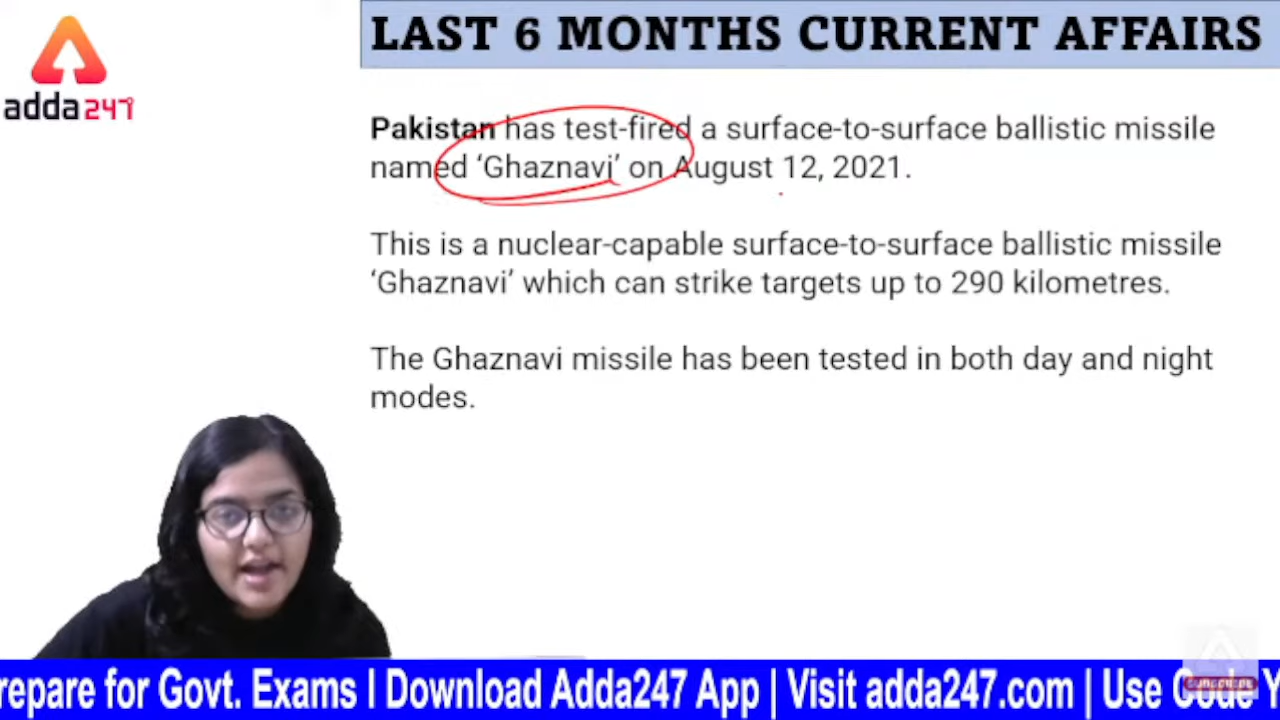 LAST 6 MONTHS CURRENT AFFAIRS
adda247
Pakistan has test-fired a surface-to-surface ballistic missile
named ‘Ghaznavi’ on August 12, 2021.
This is a nuclear-capable surface-to-surface ballistic missile
‘Ghaznavi’ which can strike targets up to 290 kilometres.
The Ghaznavi missile has been tested in both day and night
modes.
repare for Govt. Exams I Download Adda247 App | Visit adda247.com | Use Code Y